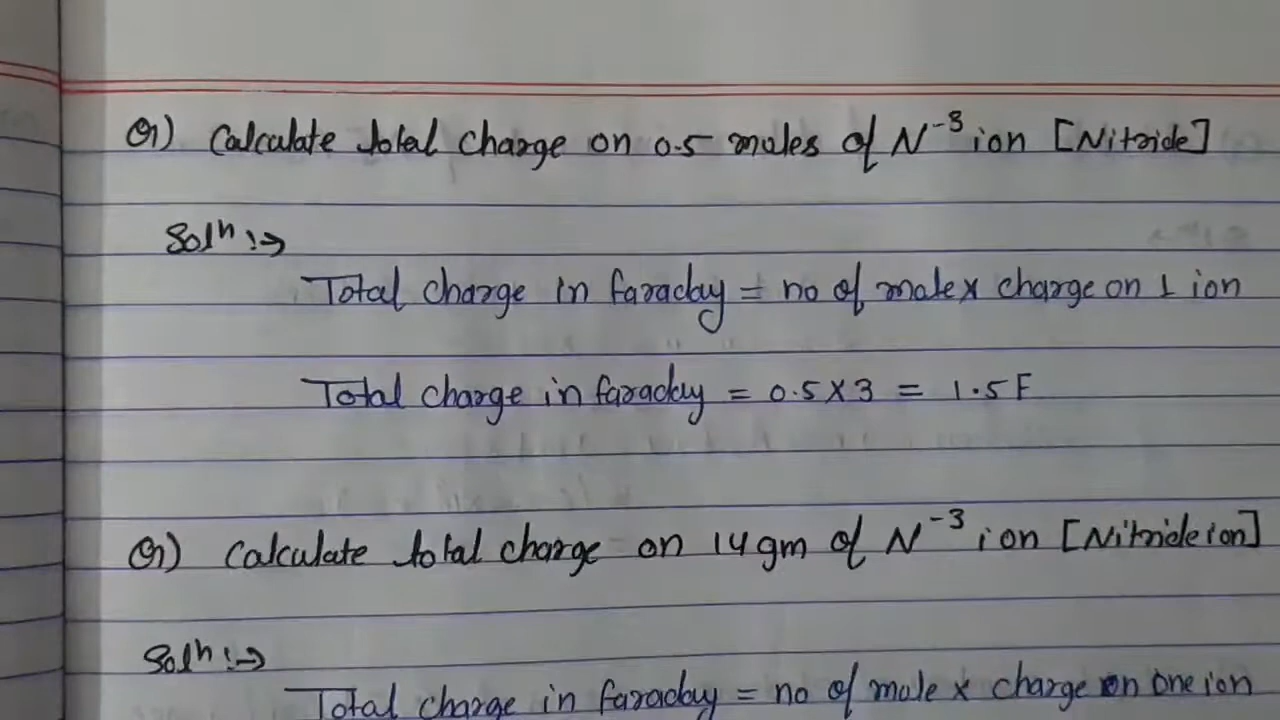 Qn) Calculate total charge on 0.5 moles of N⁻³ ion [Nitride]
Solⁿ :→
Total charge in faraday = no of mole x charge on 1 ion
Total charge in faraday = 0.5 x 3 = 1.5 F
Qn) Calculate total charge on 14 gm of N⁻³ ion [Nitride ion]
Solⁿ :→
Total charge in faraday = no of mole x charge on one ion